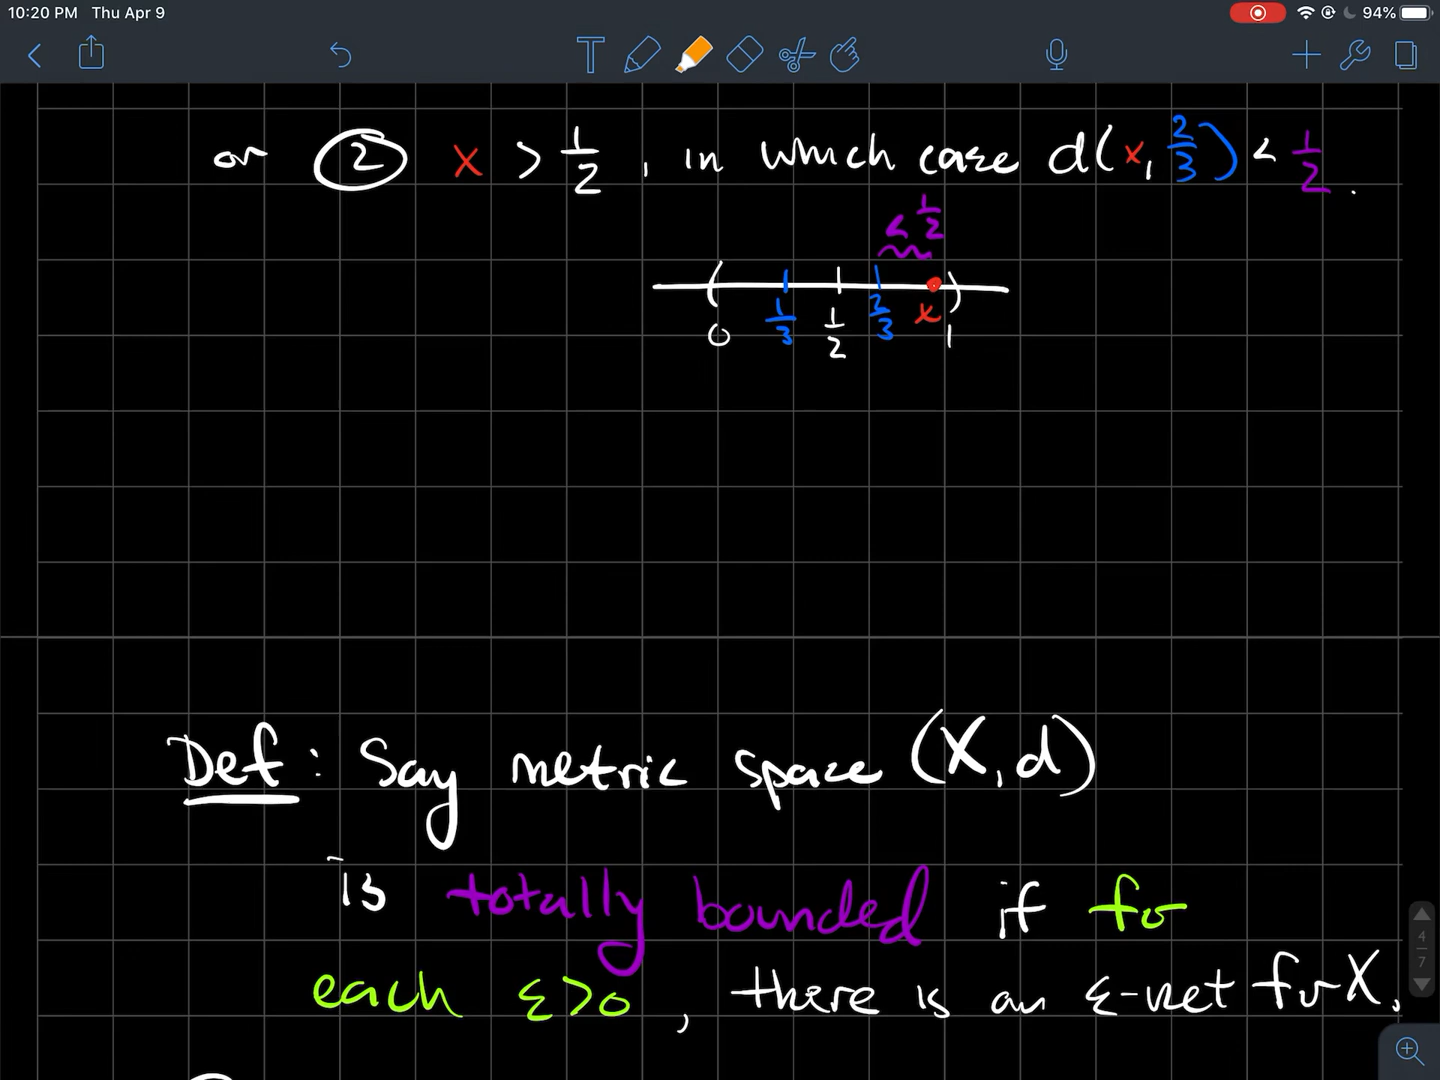 10:20 PM Thu Apr 9 94%
T
or ② x > 1/2, in which case d(x, 2/3) < 1/2.
< 1/2
1/3 1/2 2/3 x
0 1
Def: Say metric space (X, d)
is totally bounded if for
each ε>0, there is an ε-net for X.
4
7